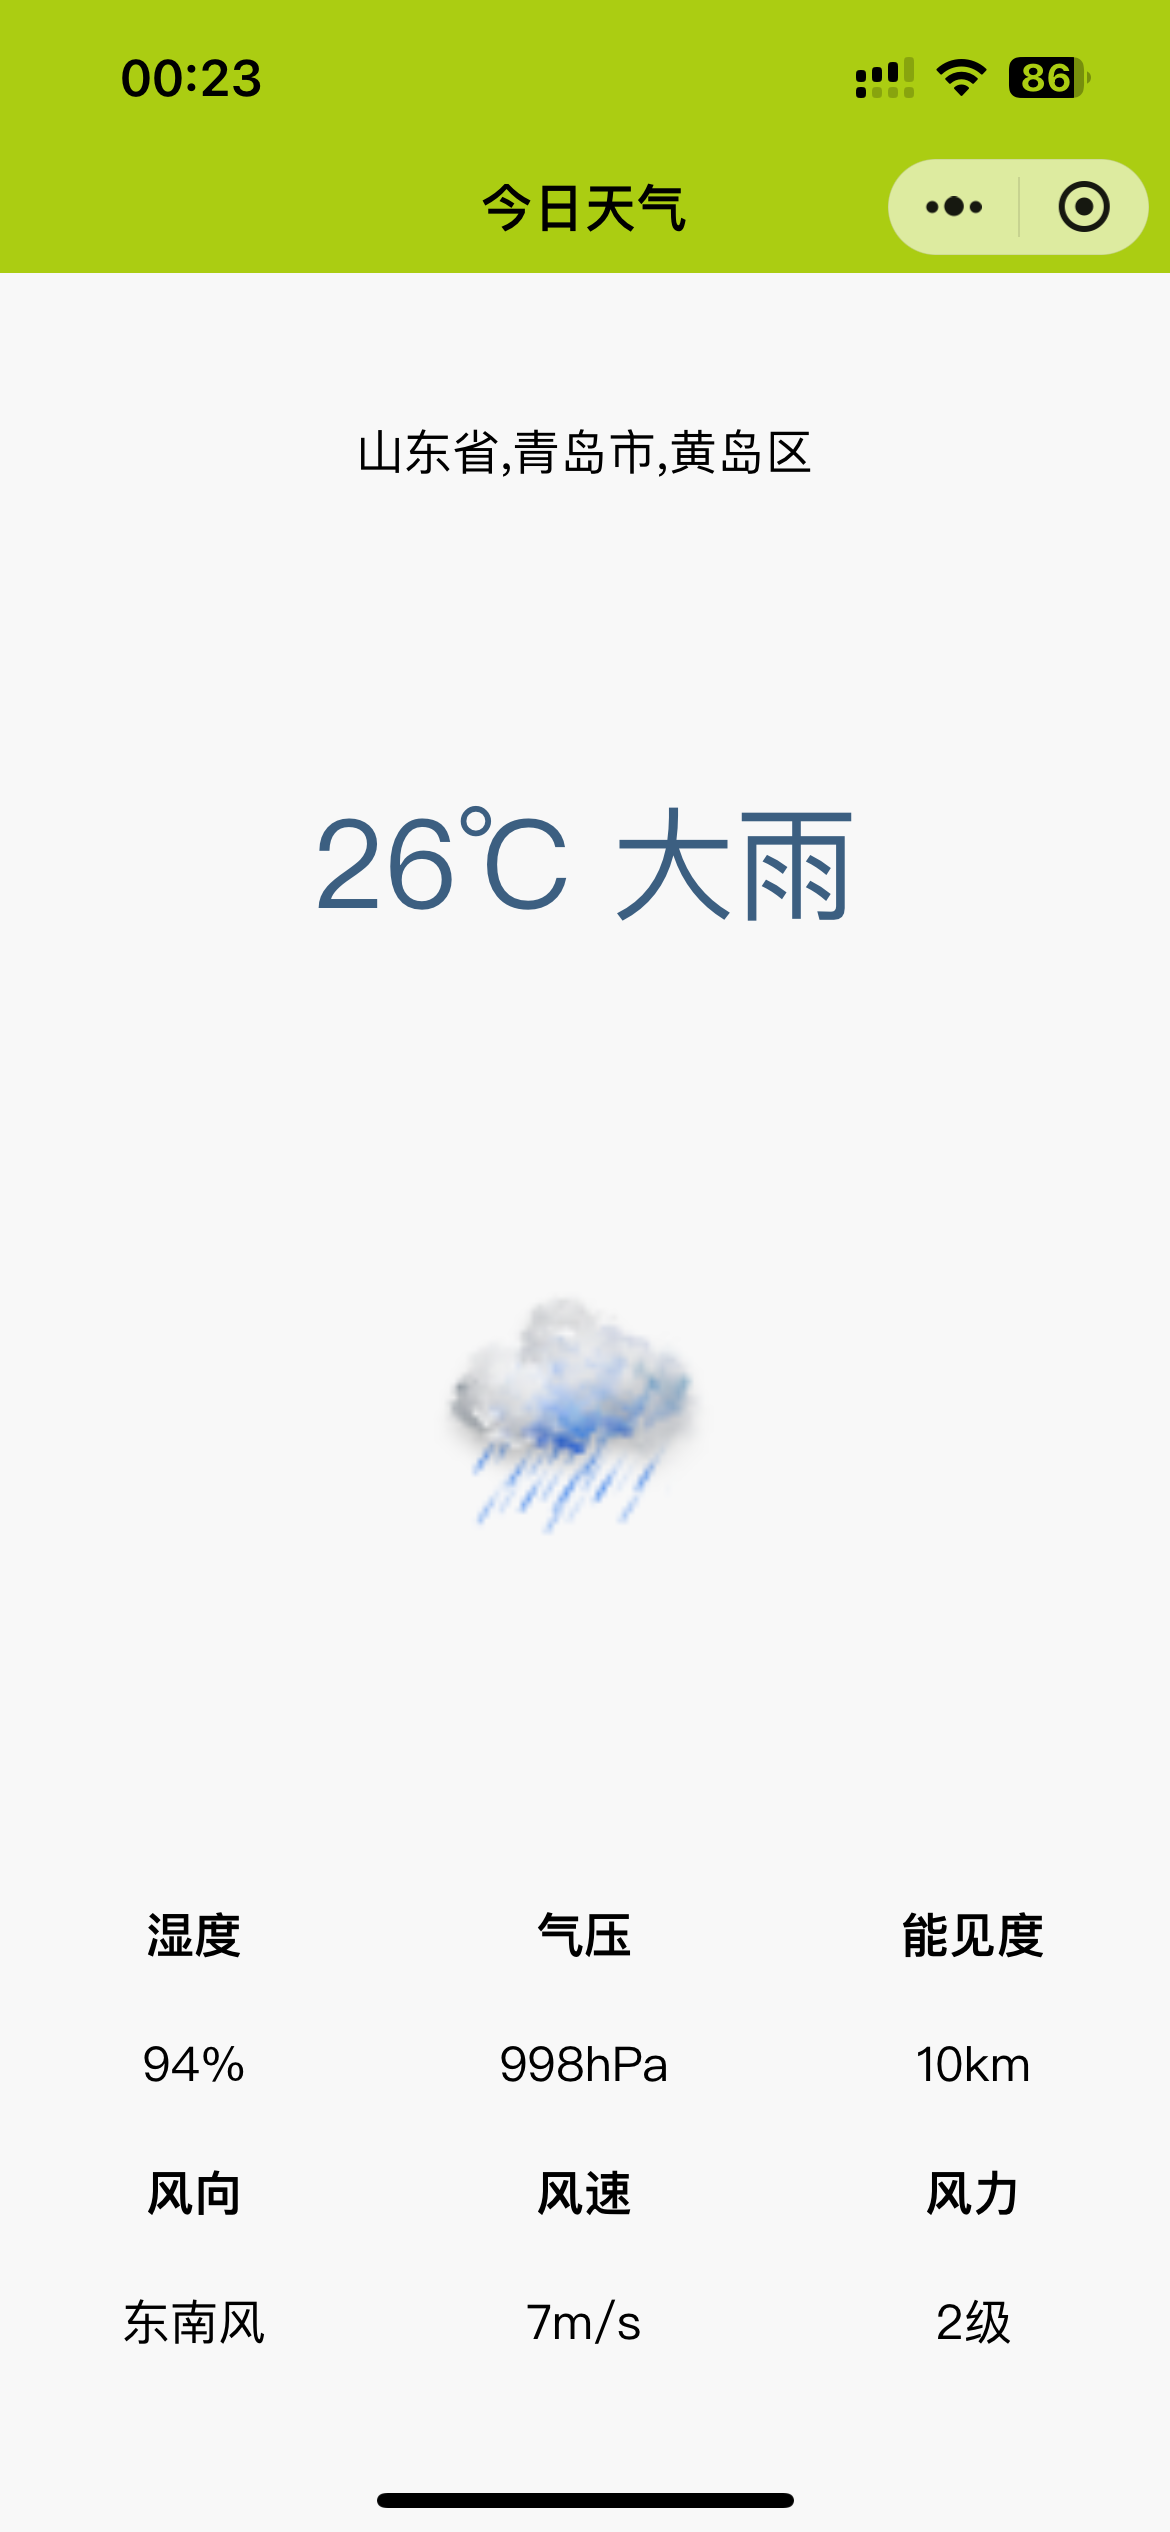 00:23
86
今日天气
山东省,青岛市,黄岛区
26℃ 大雨
湿度 气压 能见度
94% 998hPa 10km
风向 风速 风力
东南风 7m/s 2级